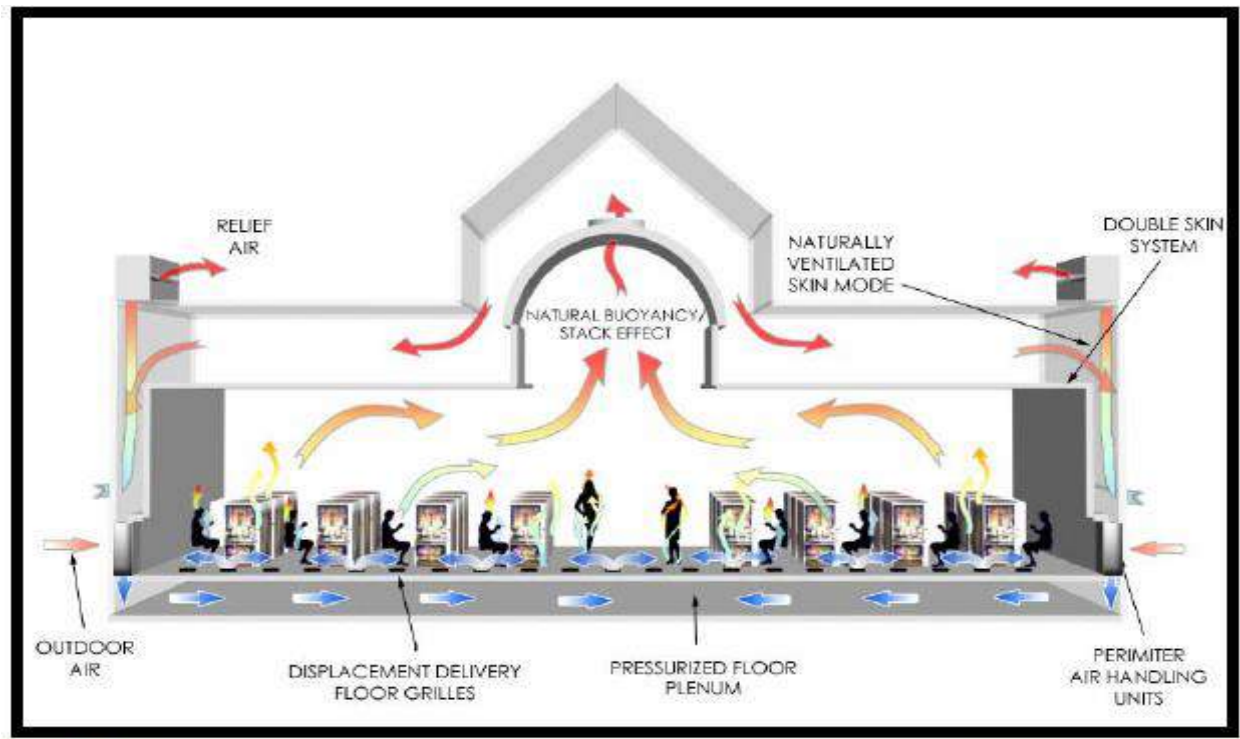 RELIEF
AIR
NATURALLY
VENTILATED
SKIN MODE
DOUBLE SKIN
SYSTEM
NATURAL BUOYANCY/
STACK EFFECT
OUTDOOR
AIR
DISPLACEMENT DELIVERY
FLOOR GRILLES
PRESSURIZED FLOOR
PLENUM
PERIMITER
AIR HANDLING
UNITS